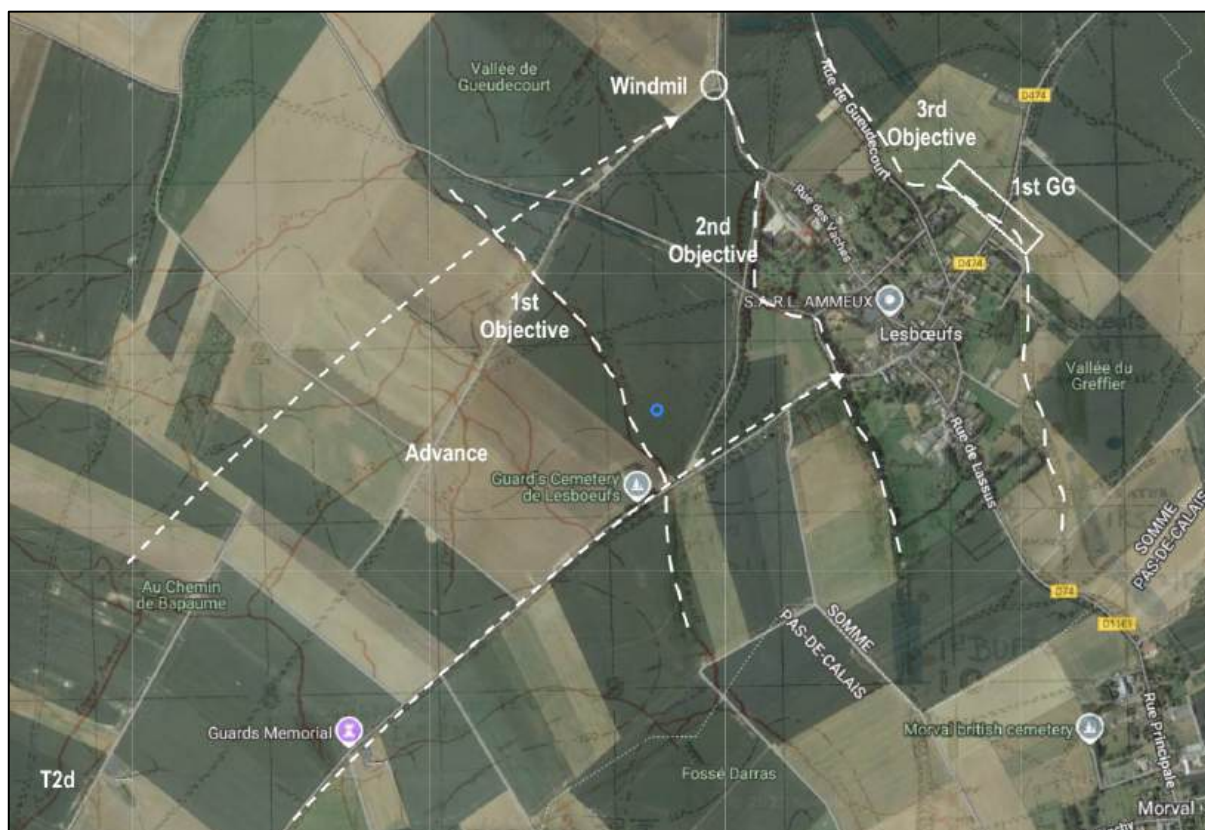 Vallée de
Gueudecourt
Windmil
Rue de Gueudecourt
D474
3rd
Objective
1st GG
Rue des Vaches
2nd
Objective
D474
1st
Objective
S.A.R.L. AMMEUX
Lesbœufs
Vallée du
Greffier
Advance
Guard's Cemetery
de Lesboeufs
Rue de Lassus
SOMME
PAS-DE-CALAIS
Au Chemin
de Bapaume
D74
SOMME
PAS-DE-CALAIS
Guards Memorial
Morval british cemetery
Rue Principale
T2d
Fosse Darras
Morval